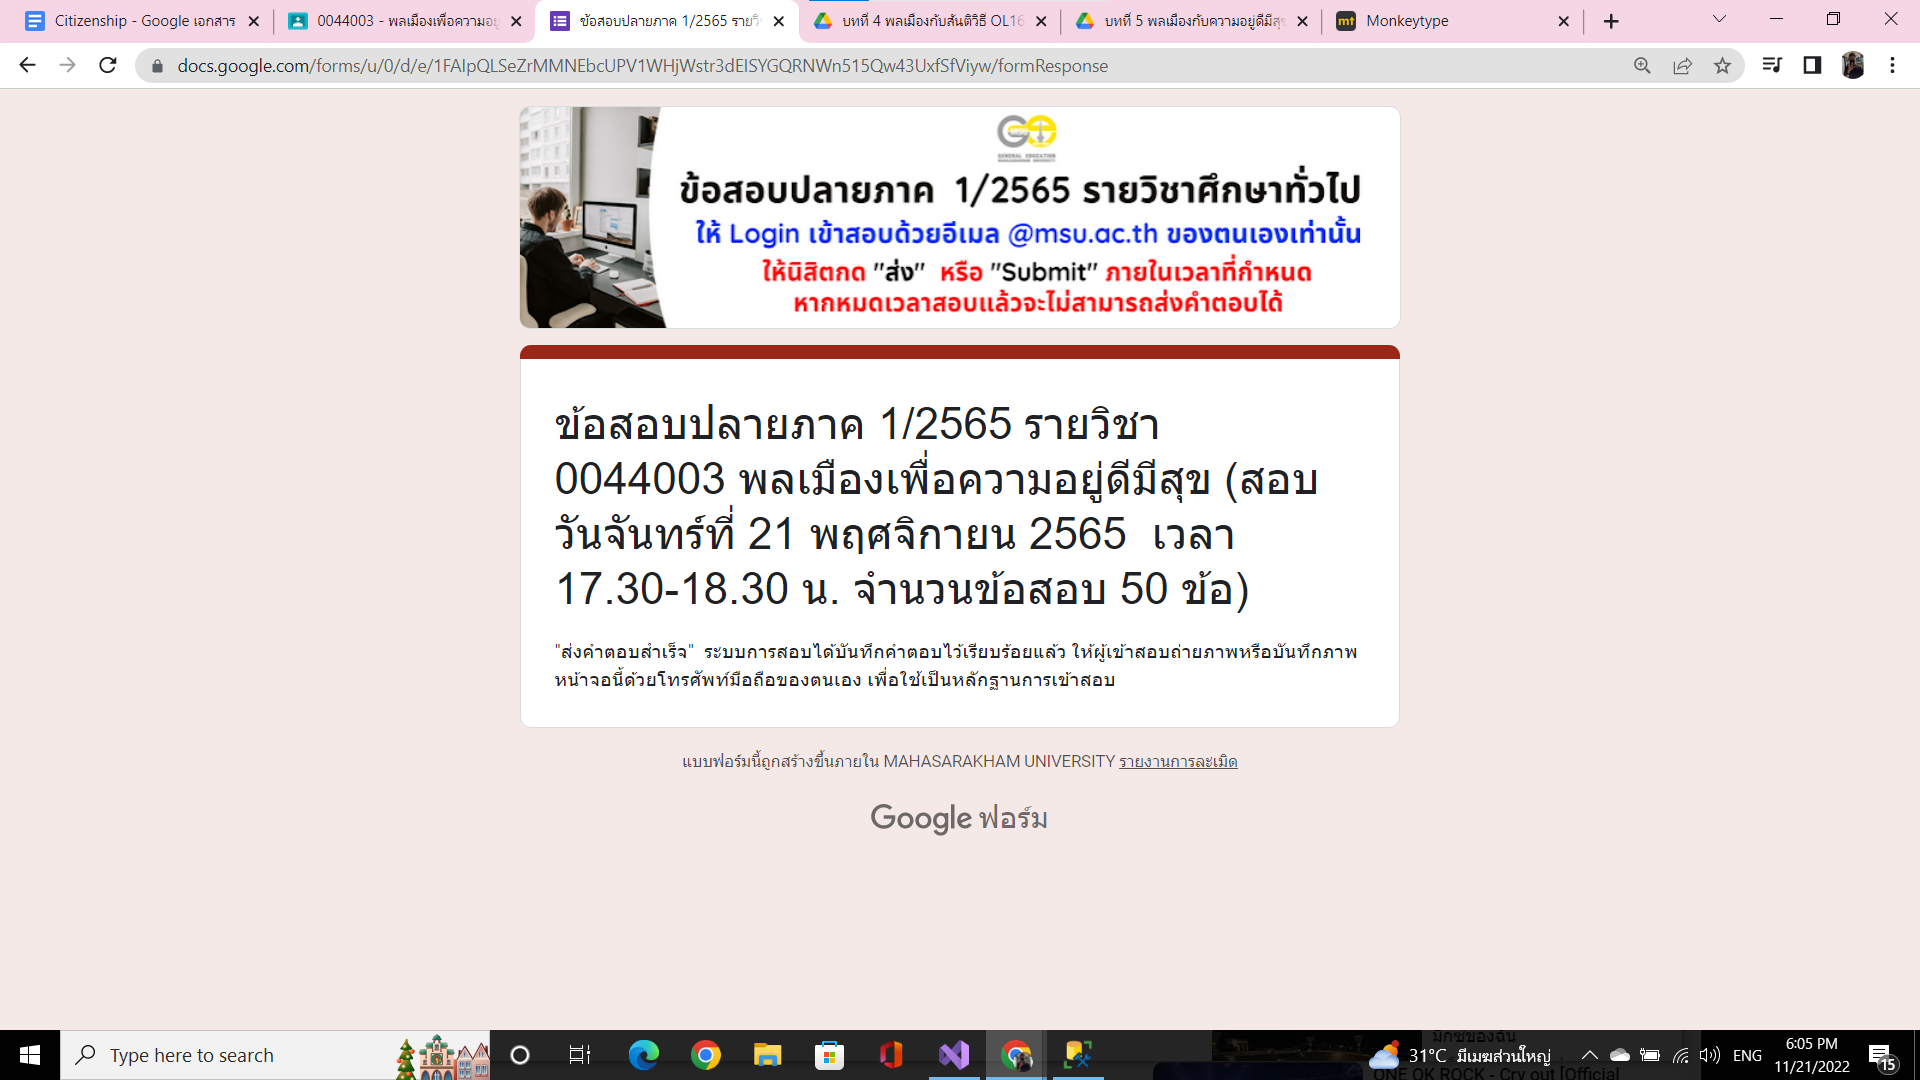 Citizenship - Google เอกสาร
0044003 - พลเมืองเพื่อความอยู่
ข้อสอบปลายภาค 1/2565 รายวิ
บทที่ 4 พลเมืองกับสันติวิธี OL16
บทที่ 5 พลเมืองกับความอยู่ดีมีสุข
mt Monkeytype
docs.google.com/forms/u/0/d/e/1FAIpQLSeZrMMNEbcUPV1WHjWstr3dEISYGQRNWn515Qw43UxfSfViyw/formResponse
GENERAL EDUCATION
MAHASARAKHAM UNIVERSITY
ข้อสอบปลายภาค 1/2565 รายวิชาศึกษาทั่วไป
ให้ Login เข้าสอบด้วยอีเมล @msu.ac.th ของตนเองเท่านั้น
ให้นิสิตกด "ส่ง" หรือ "Submit" ภายในเวลาที่กำหนด
หากหมดเวลาสอบแล้วจะไม่สามารถส่งคำตอบได้
ข้อสอบปลายภาค 1/2565 รายวิชา
0044003 พลเมืองเพื่อความอยู่ดีมีสุข (สอบ
วันจันทร์ที่ 21 พฤศจิกายน 2565 เวลา
17.30-18.30 น. จำนวนข้อสอบ 50 ข้อ)
"ส่งคำตอบสำเร็จ" ระบบการสอบได้บันทึกคำตอบไว้เรียบร้อยแล้ว ให้ผู้เข้าสอบถ่ายภาพหรือบันทึกภาพ
หน้าจอนี้ด้วยโทรศัพท์มือถือของตนเอง เพื่อใช้เป็นหลักฐานการเข้าสอบ
แบบฟอร์มนี้ถูกสร้างขึ้นภายใน MAHASARAKHAM UNIVERSITY รายงานการละเมิด
Google ฟอร์ม
Type here to search
31°C มีเมฆส่วนใหญ่
ENG
6:05 PM
11/21/2022
15
มิกซ์ของฉัน
ONE OK ROCK - Cry out [Official